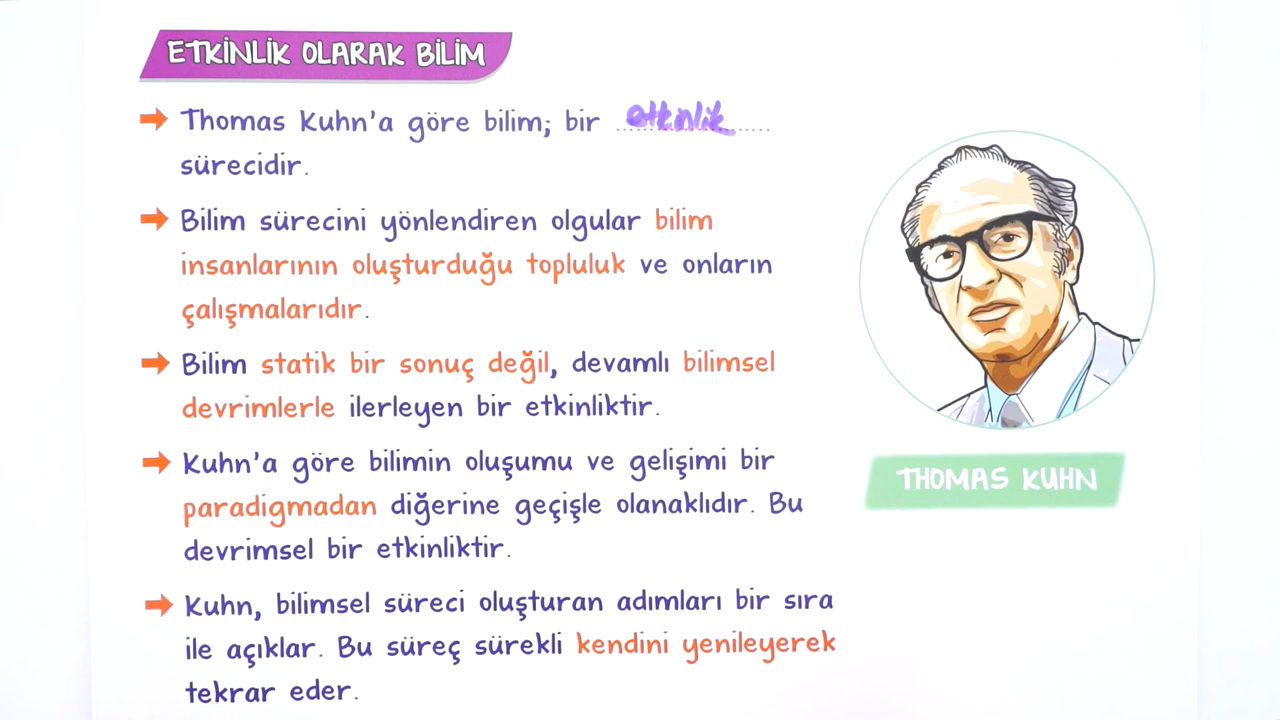 ETKİNLİK OLARAK BİLİM
Thomas Kuhn'a göre bilim; bir etkinlik
sürecidir.
Bilim sürecini yönlendiren olgular bilim
insanlarının oluşturduğu topluluk ve onların
çalışmalarıdır.
Bilim statik bir sonuç değil, devamlı bilimsel
devrimlerle ilerleyen bir etkinliktir.
Kuhn'a göre bilimin oluşumu ve gelişimi bir
paradigmadan diğerine geçişle olanaklıdır. Bu
devrimsel bir etkinliktir.
Kuhn, bilimsel süreci oluşturan adımları bir sıra
ile açıklar. Bu süreç sürekli kendini yenileyerek
tekrar eder.
THOMAS KUHN